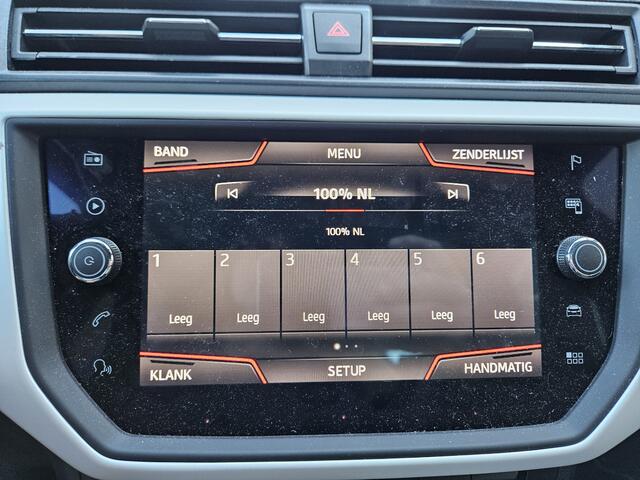 BAND MENU ZENDERLIJST
100% NL
100% NL
1 2 3 4 5 6
Leeg Leeg Leeg Leeg Leeg Leeg
KLANK SETUP HANDMATIG